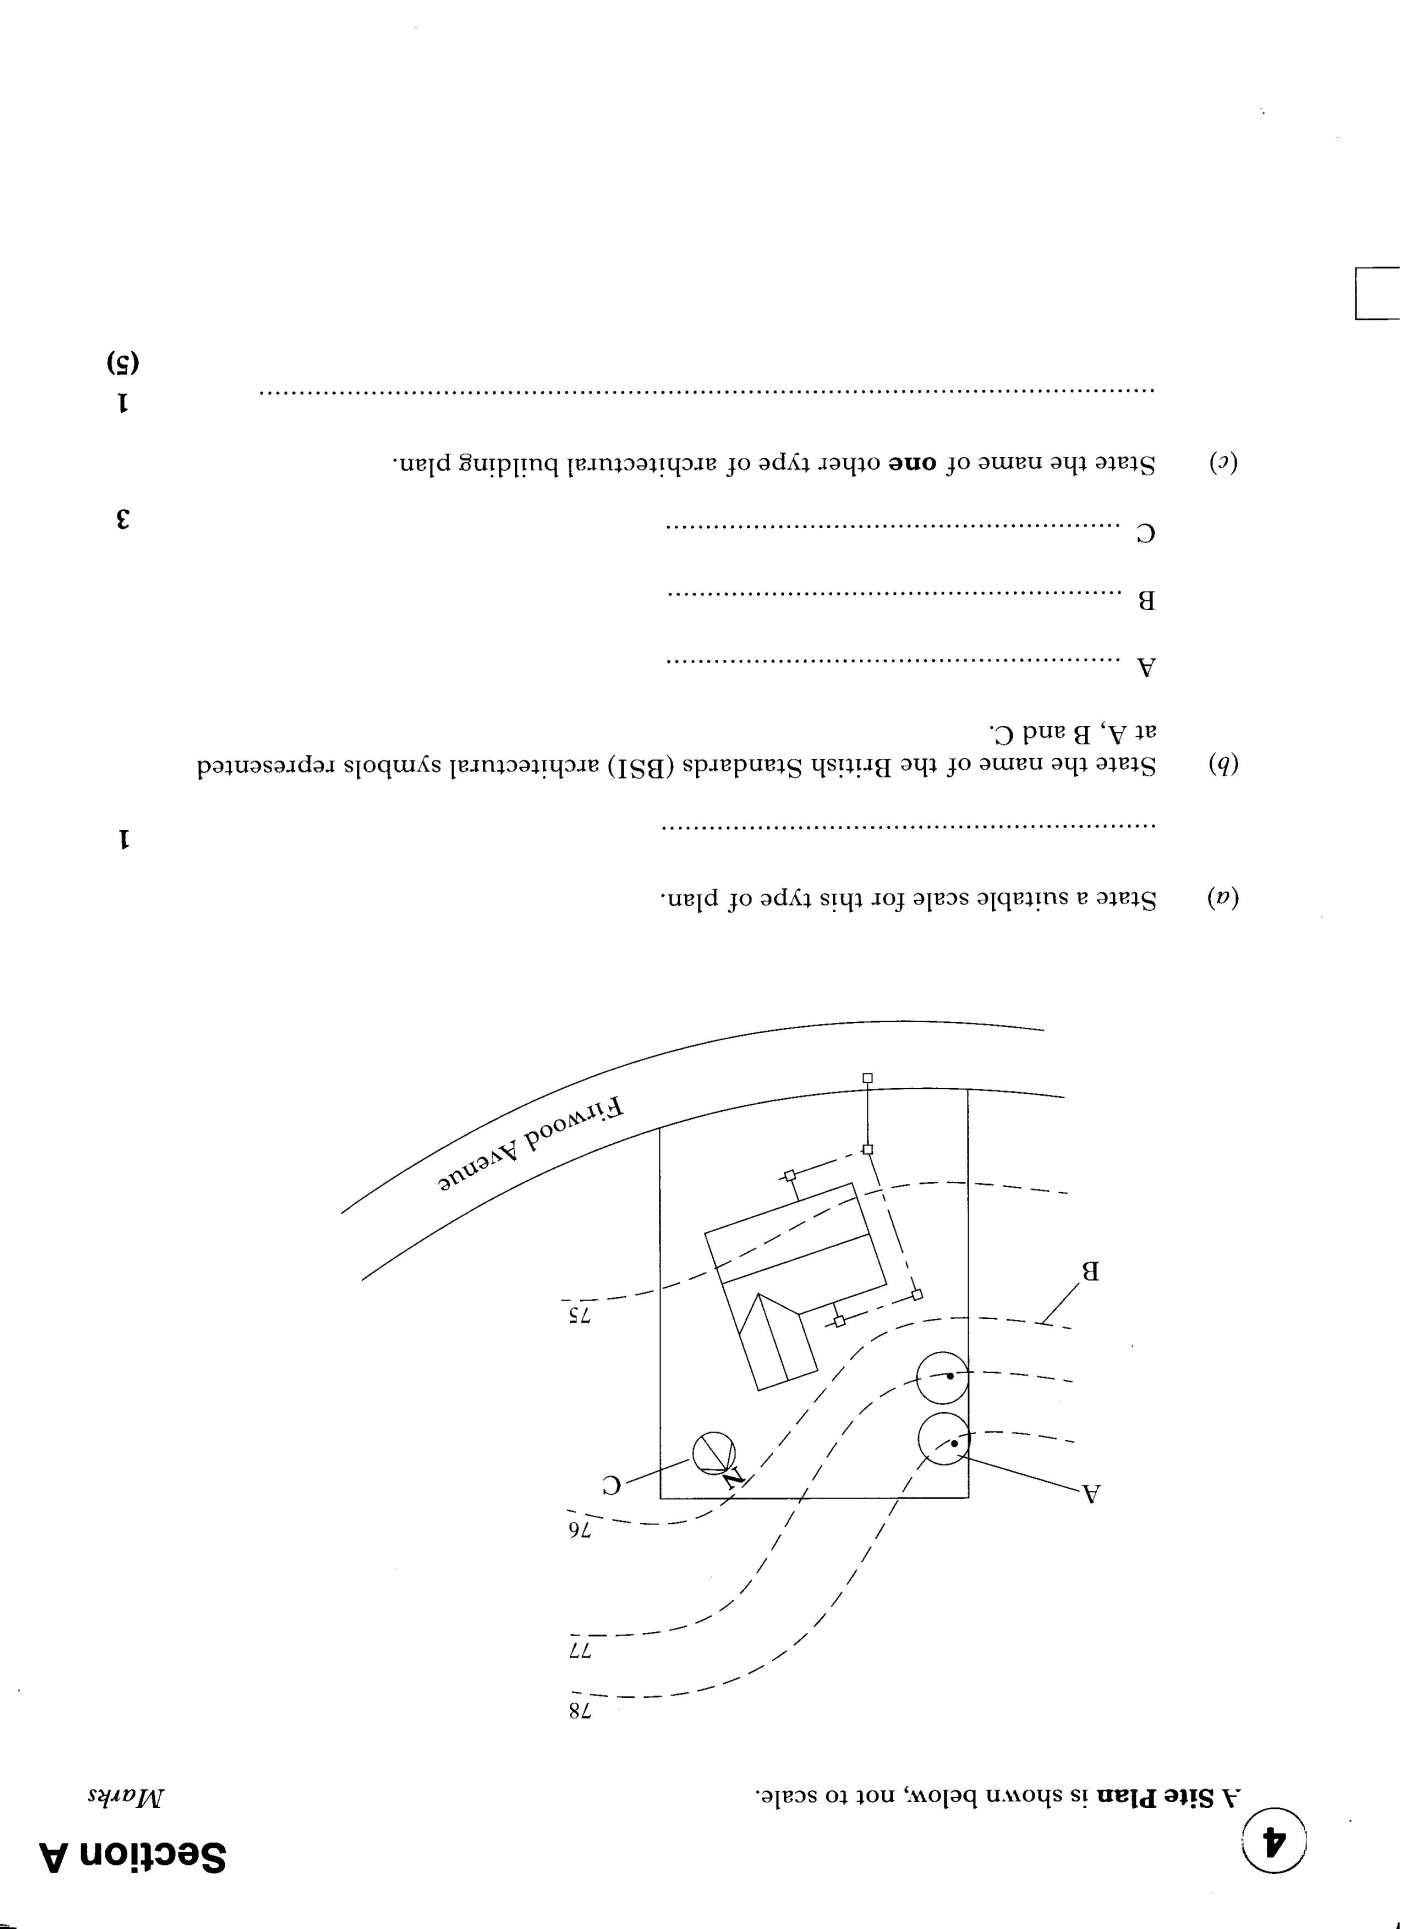 Section A
4
A Site Plan is shown below, not to scale.
Marks
78
77
76
N
C
A
B
75
Firwood Avenue
(a) State a suitable scale for this type of plan.
.............................................................. 1
(b) State the name of the British Standards (BSI) architectural symbols represented
at A, B and C.
A .........................................................
B .........................................................
C ......................................................... 3
(c) State the name of one other type of architectural building plan.
................................................................................................................ 1
(5)